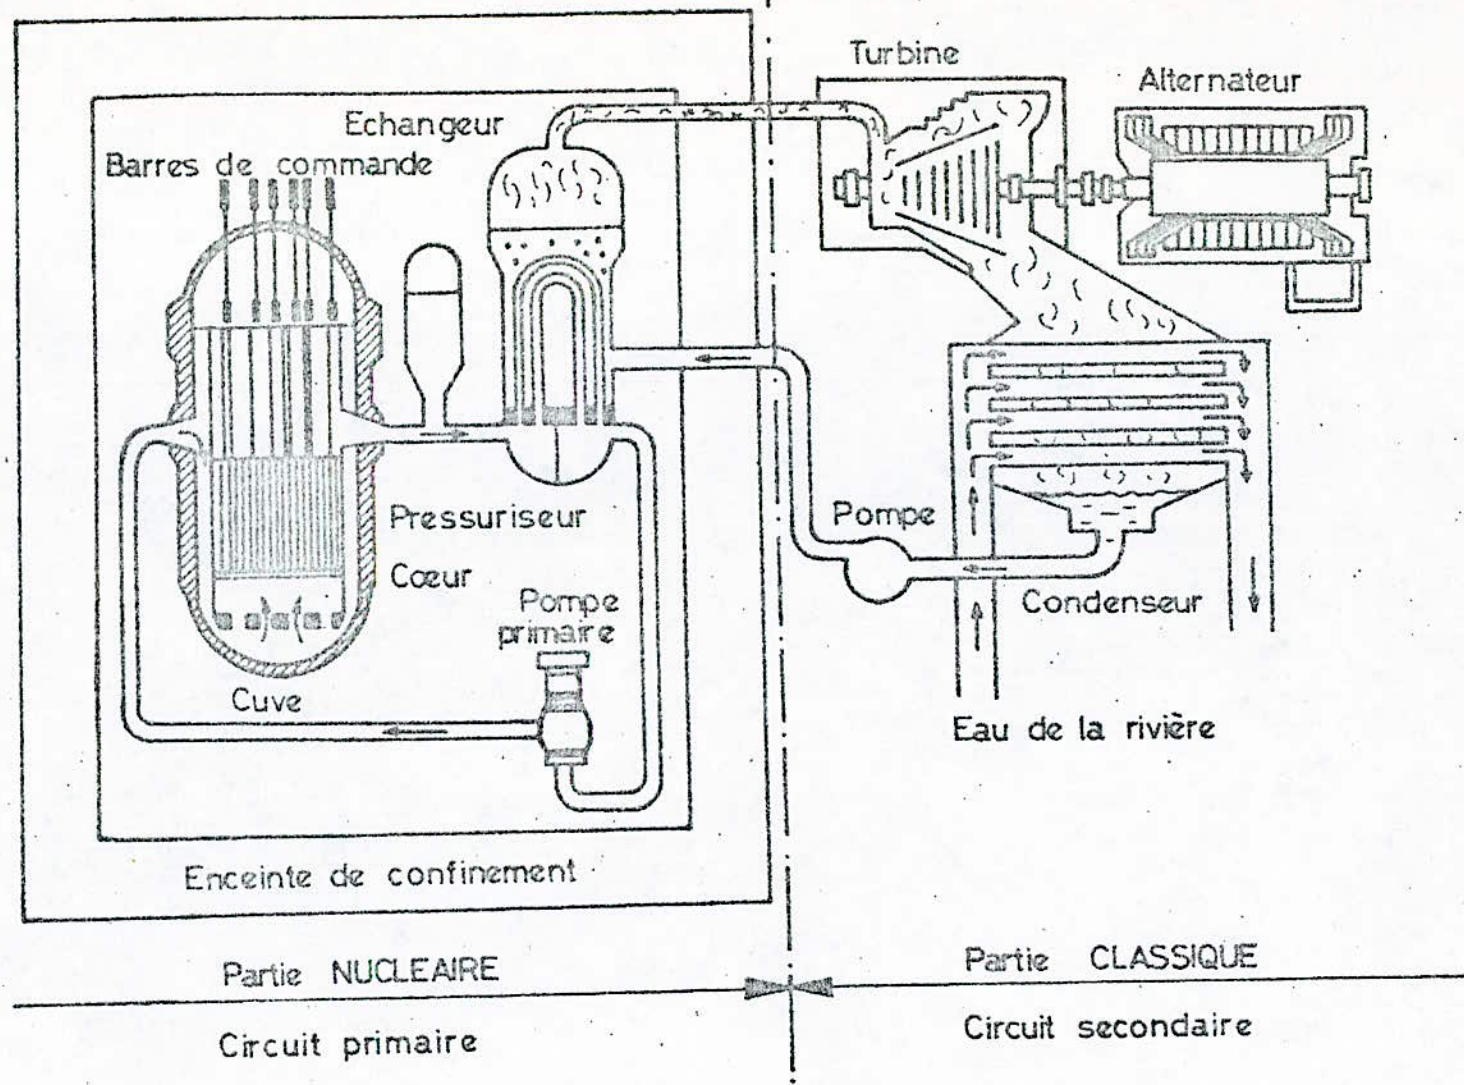 Turbine
Alternateur
Echangeur
Barres de commande
Pressuriseur
Cœur
Pompe
Pompe
primaire
Condenseur
Cuve
Eau de la rivière
Enceinte de confinement
Partie NUCLEAIRE
Partie CLASSIQUE
Circuit primaire
Circuit secondaire